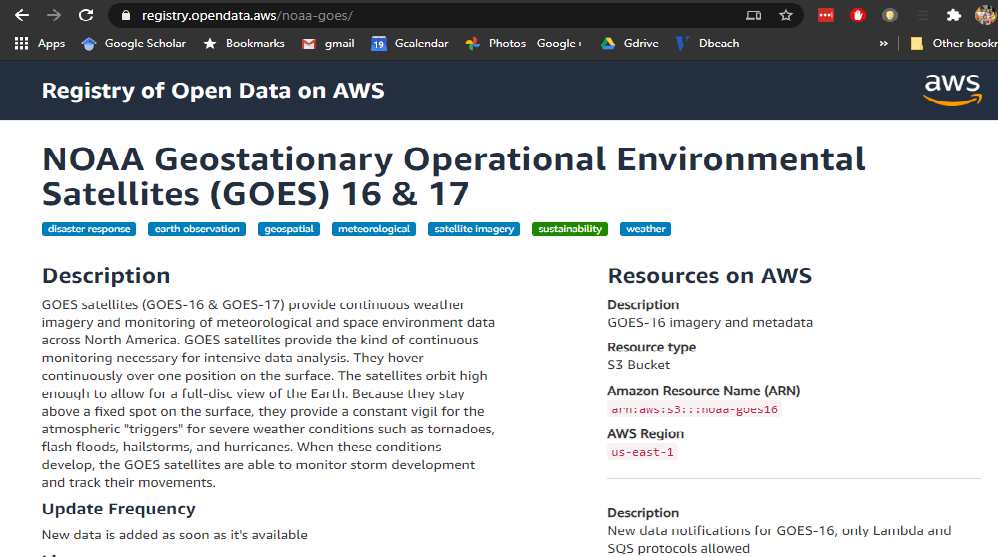 registry.opendata.aws/noaa-goes/
Apps Google Scholar Bookmarks gmail 19 Gcalendar Photos Google Gdrive Dbeach » Other bookm
Registry of Open Data on AWS
aws
NOAA Geostationary Operational Environmental
Satellites (GOES) 16 & 17
disaster response earth observation geospatial meteorological satellite imagery sustainability weather
Description
GOES satellites (GOES-16 & GOES-17) provide continuous weather
imagery and monitoring of meteorological and space environment data
across North America. GOES satellites provide the kind of continuous
monitoring necessary for intensive data analysis. They hover
continuously over one position on the surface. The satellites orbit high
enough to allow for a full-disc view of the Earth. Because they stay
above a fixed spot on the surface, they provide a constant vigil for the
atmospheric "triggers" for severe weather conditions such as tornadoes,
flash floods, hailstorms, and hurricanes. When these conditions
develop, the GOES satellites are able to monitor storm development
and track their movements.
Update Frequency
New data is added as soon as it's available
Resources on AWS
Description
GOES-16 imagery and metadata
Resource type
S3 Bucket
Amazon Resource Name (ARN)
arn:aws:s3:::noaa-goes16
AWS Region
us-east-1
Description
New data notifications for GOES-16, only Lambda and
SQS protocols allowed